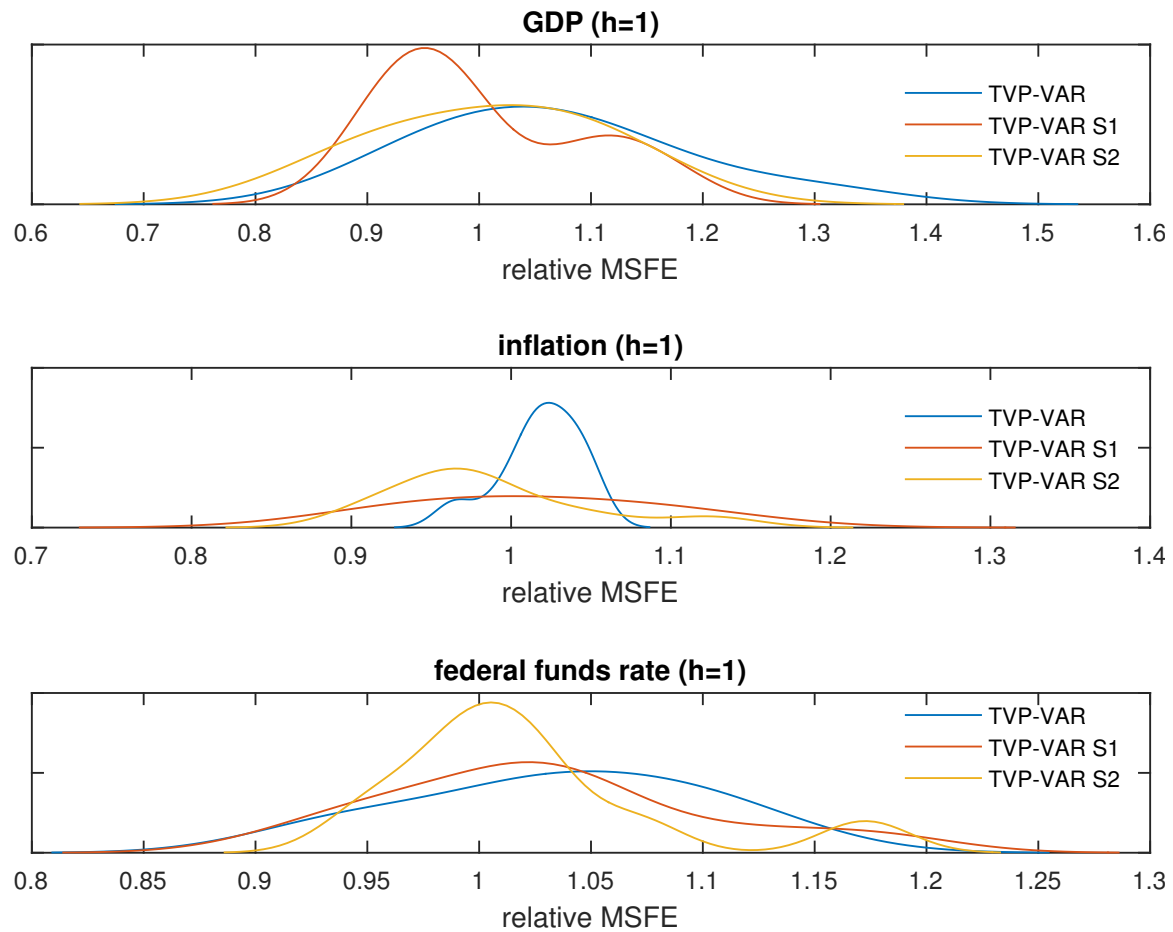 GDP (h=1)
TVP-VAR
TVP-VAR S1
TVP-VAR S2
0.6 0.7 0.8 0.9 1 1.1 1.2 1.3 1.4 1.5 1.6
relative MSFE
inflation (h=1)
TVP-VAR
TVP-VAR S1
TVP-VAR S2
0.7 0.8 0.9 1 1.1 1.2 1.3 1.4
relative MSFE
federal funds rate (h=1)
TVP-VAR
TVP-VAR S1
TVP-VAR S2
0.8 0.85 0.9 0.95 1 1.05 1.1 1.15 1.2 1.25 1.3
relative MSFE